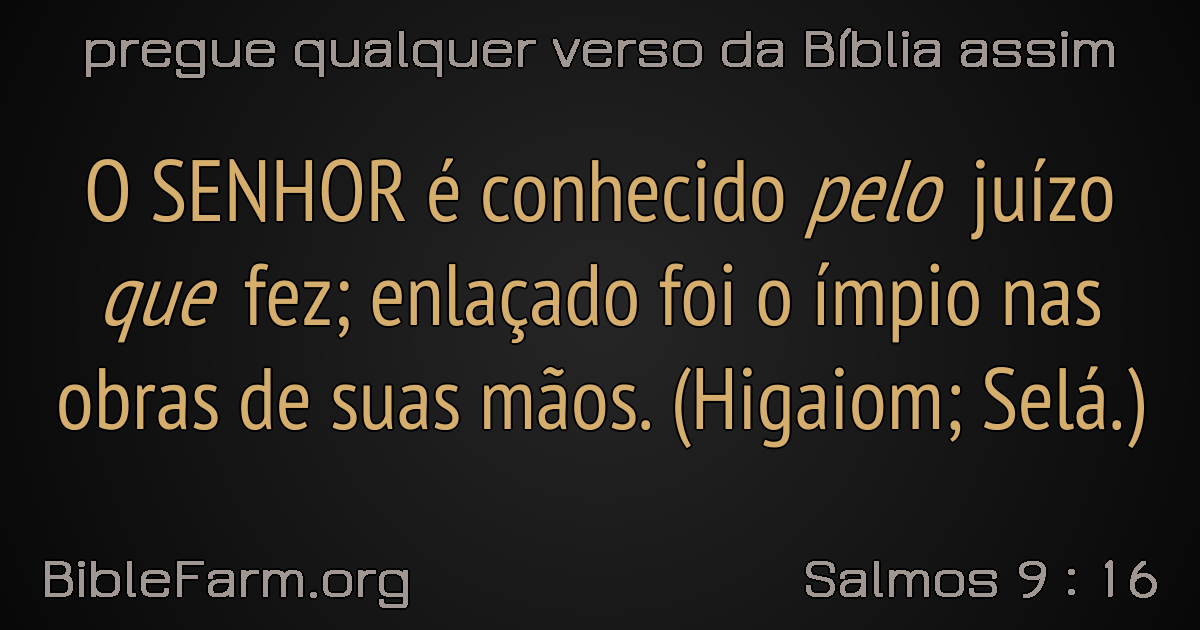 pregue qualquer verso da Bíblia assim
O SENHOR é conhecido pelo juízo
que fez; enlaçado foi o ímpio nas
obras de suas mãos. (Higaiom; Selá.)
BibleFarm.org
Salmos 9 : 16